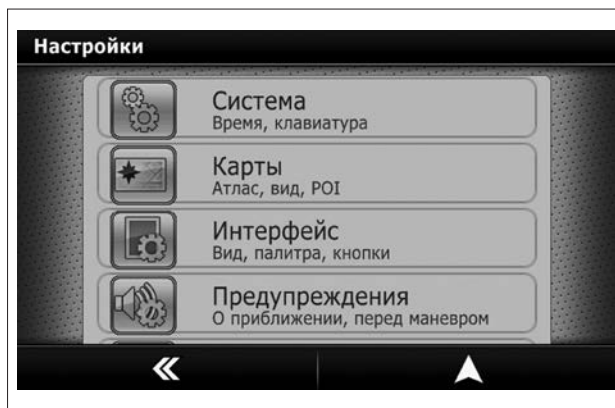 Настройки
Система
Время, клавиатура
Карты
Атлас, вид, POI
Интерфейс
Вид, палитра, кнопки
Предупреждения
О приближении, перед маневром